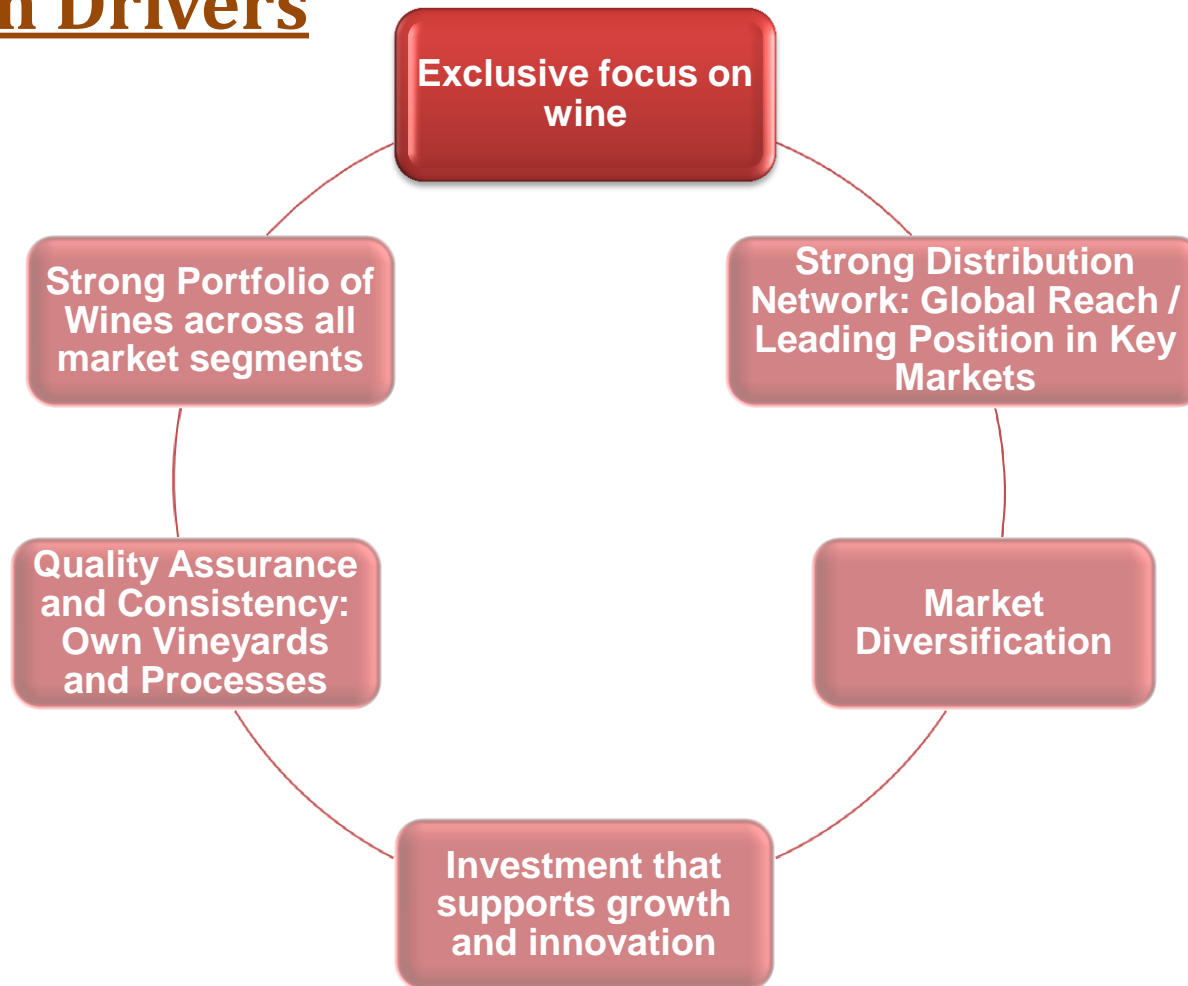 Drivers
Exclusive focus on
wine
Strong Distribution
Network: Global Reach /
Leading Position in Key
Markets
Market
Diversification
Investment that
supports growth
and innovation
Quality Assurance
and Consistency:
Own Vineyards
and Processes
Strong Portfolio of
Wines across all
market segments